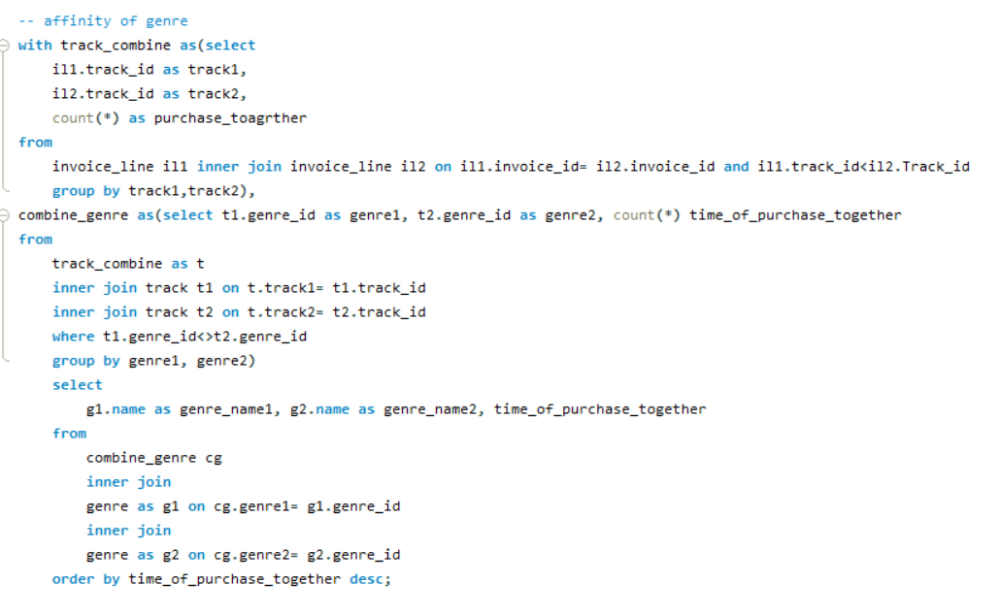 -- affinity of genre
with track_combine as(select
il1.track_id as track1,
il2.track_id as track2,
count(*) as purchase_toagrther
from
invoice_line il1 inner join invoice_line il2 on il1.invoice_id= il2.invoice_id and il1.track_id<il2.Track_id
group by track1,track2),
combine_genre as(select t1.genre_id as genre1, t2.genre_id as genre2, count(*) time_of_purchase_together
from
track_combine as t
inner join track t1 on t.track1= t1.track_id
inner join track t2 on t.track2= t2.track_id
where t1.genre_id<>t2.genre_id
group by genre1, genre2)
select
g1.name as genre_name1, g2.name as genre_name2, time_of_purchase_together
from
combine_genre cg
inner join
genre as g1 on cg.genre1= g1.genre_id
inner join
genre as g2 on cg.genre2= g2.genre_id
order by time_of_purchase_together desc;